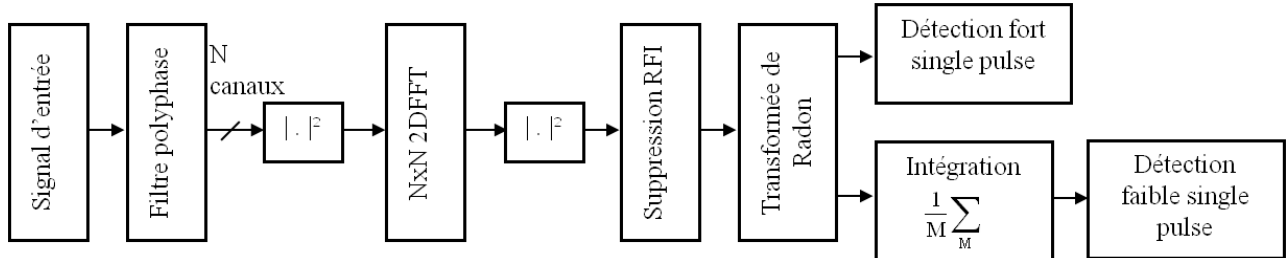 Signal d'entrée
Filtre polyphase
N
canaux
| . |²
NxN 2DFFT
| . |²
Suppression RFI
Transformée de
Radon
Détection fort
single pulse
Intégration
1/M ∑ M
Détection
faible single
pulse